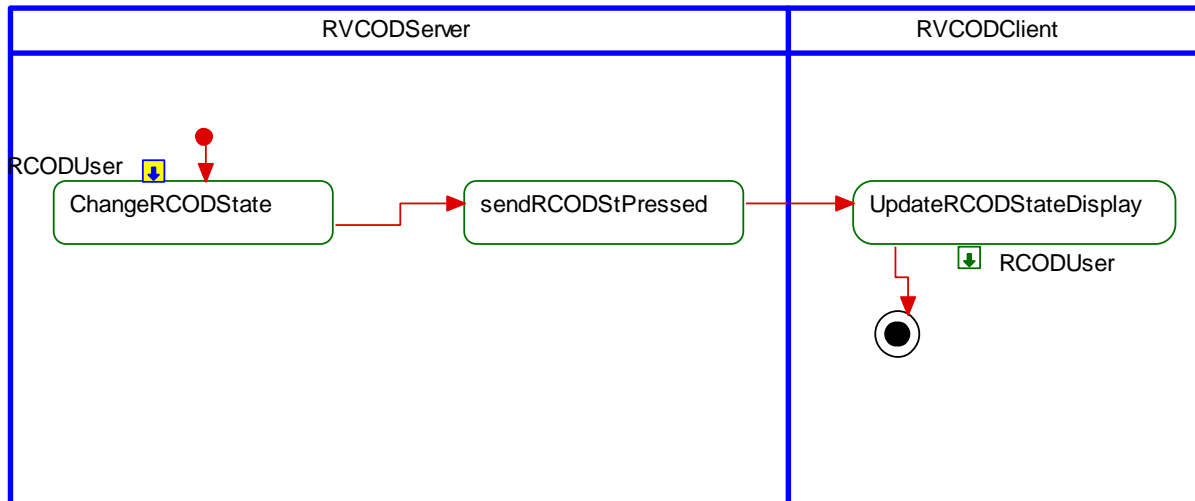 RVCODServer
RVCODClient
RCODUser
ChangeRCODState
sendRCODStPressed
UpdateRCODStateDisplay
RCODUser